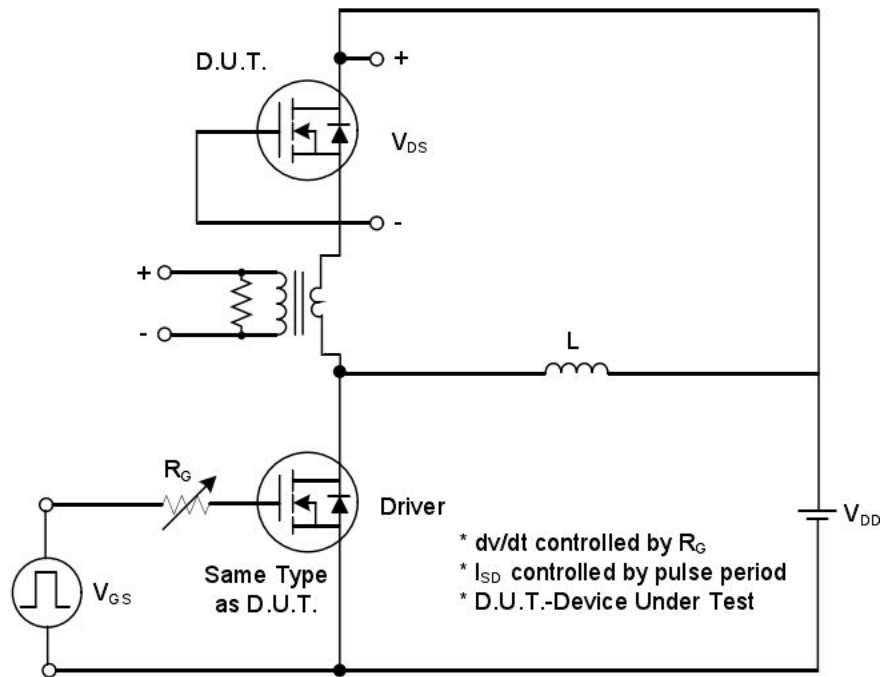 D.U.T.
+
V_DS
-
+
-
L
R_G
Driver
V_GS
Same Type
as D.U.T.
V_DD
* dv/dt controlled by R_G
* I_SD controlled by pulse period
* D.U.T.-Device Under Test